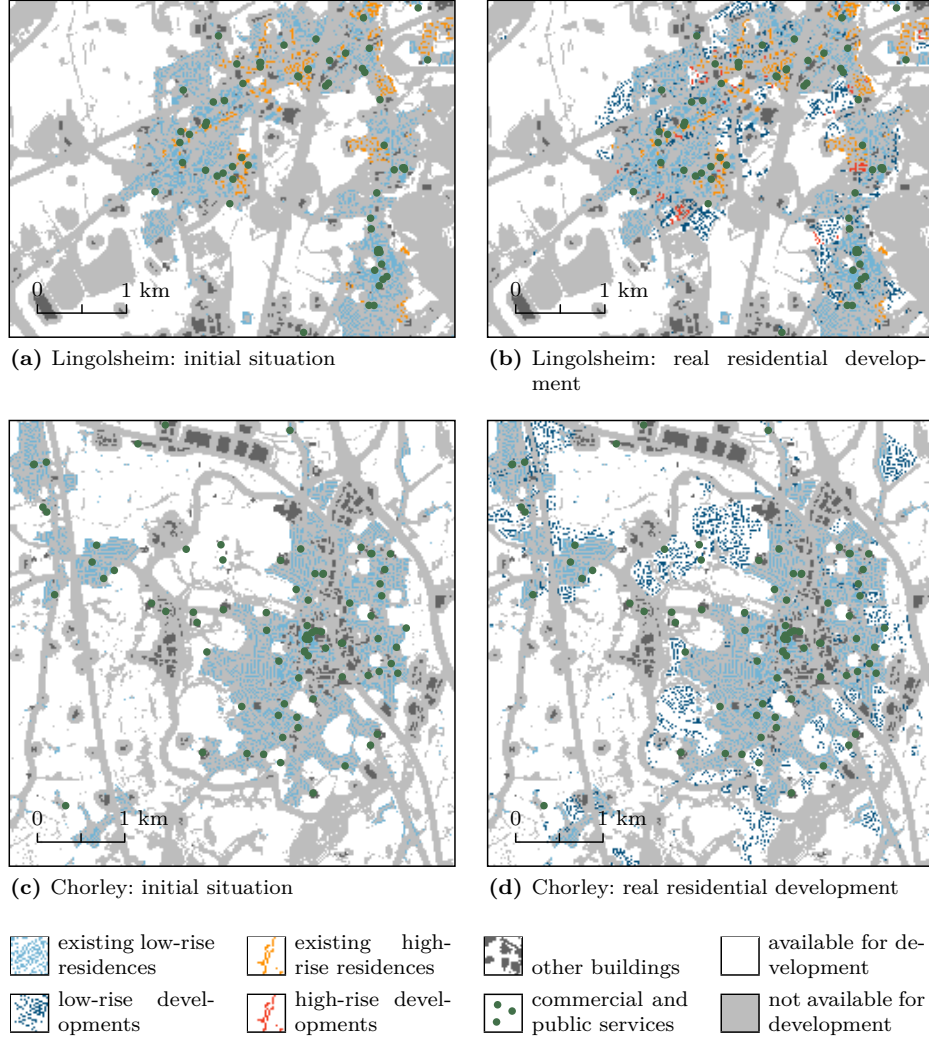 0 1 km
0 1 km
(a) Lingolsheim: initial situation
(b) Lingolsheim: real residential develop-
ment
0 1 km
0 1 km
(c) Chorley: initial situation
(d) Chorley: real residential development
existing low-rise
residences
existing high-
rise residences
other buildings
available for de-
velopment
low-rise devel-
opments
high-rise devel-
opments
commercial and
public services
not available for
development